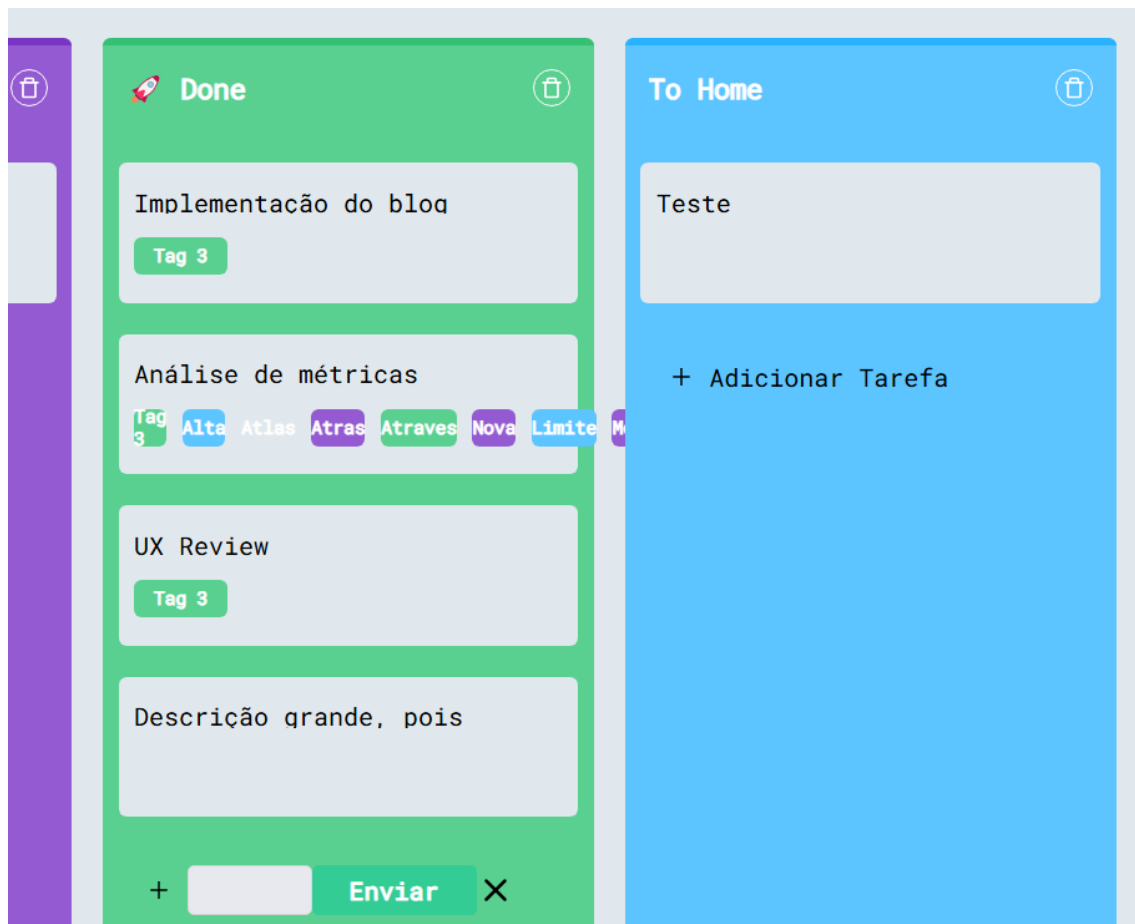 🚀 Done
Implementação do blog
Tag 3
Análise de métricas
Tag 3 Alta Atlas Atras Atraves Nova Limite
UX Review
Tag 3
Descrição grande, pois
+ Enviar
To Home
Teste
+ Adicionar Tarefa